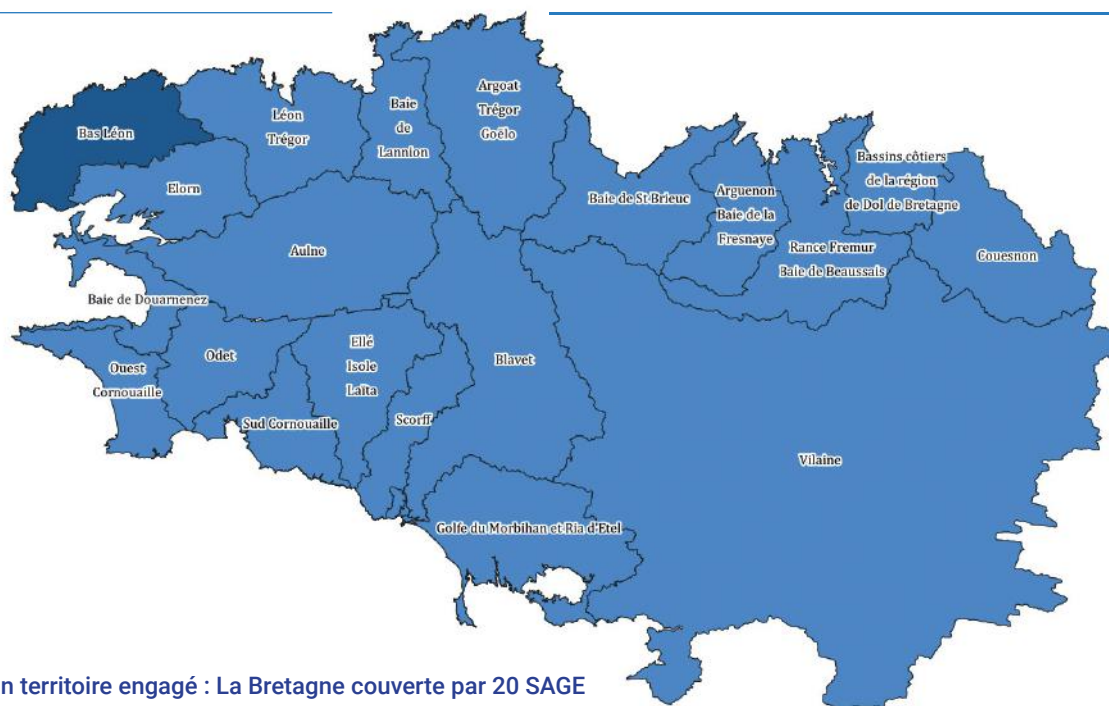 Bas Léon
Léon
Trégor
Baie
de
Lannion
Argoat
Trégor
Goëlo
Elorn
Baie de St-Brieuc
Arguenon
Baie de la
Fresnaye
Bassins côtiers
de la région
de Dol de Bretagne
Rance Fremur
Baie de Beaussais
Couesnon
Aulne
Baie de Douarnenez
Ouest
Cornouaille
Odet
Ellé
Isole
Laïta
Blavet
Sud Cornouaille
Scorff
Vilaine
Golfe du Morbihan et Ria d'Etel
n territoire engagé : La Bretagne couverte par 20 SAGE